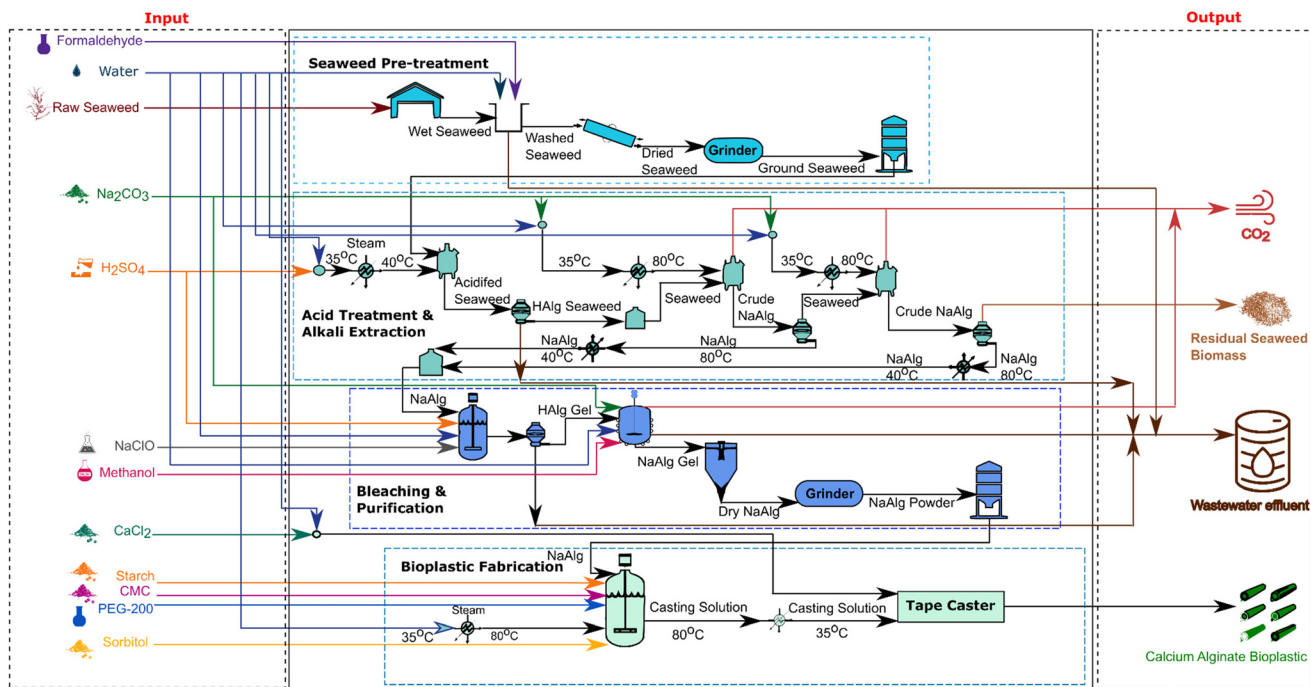 Input
Output
Formaldehyde
Water
Raw Seaweed
Na2CO3
H2SO4
NaClO
Methanol
CaCl2
Starch
CMC
PEG-200
Sorbitol
Seaweed Pre-treatment
Wet Seaweed
Washed
Seaweed
Dried
Seaweed
Grinder
Ground Seaweed
Steam
35°C
40°C
Acidifed
Seaweed
HAlg Seaweed
35°C
80°C
Seaweed
Crude
NaAlg
35°C
80°C
Seaweed
Crude NaAlg
Acid Treatment &
Alkali Extraction
NaAlg
40°C
NaAlg
80°C
NaAlg
40°C
NaAlg
80°C
NaAlg
HAlg Gel
NaAlg Gel
Dry NaAlg
Grinder
NaAlg Powder
Bleaching &
Purification
NaAlg
Bioplastic Fabrication
Steam
35°C
80°C
Casting Solution
80°C
Casting Solution
35°C
Tape Caster
CO2
Residual Seaweed
Biomass
Wastewater effluent
Calcium Alginate Bioplastic